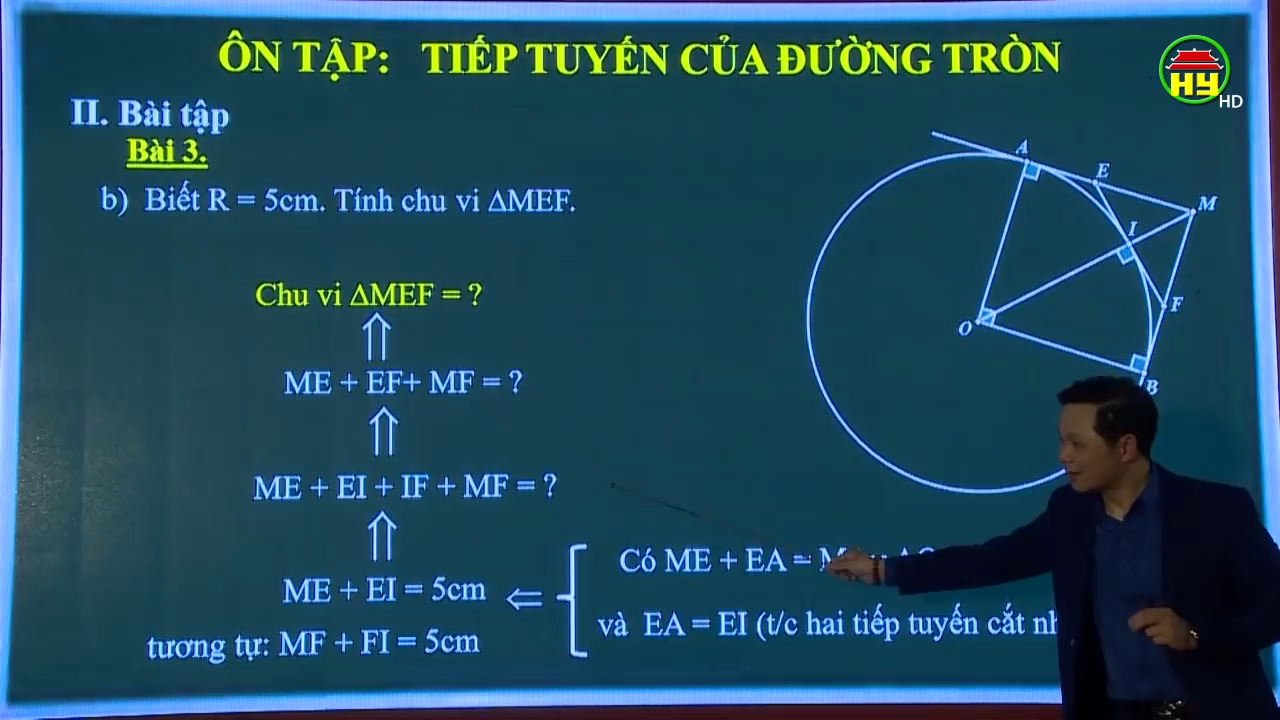 ÔN TẬP: TIẾP TUYẾN CỦA ĐƯỜNG TRÒN
HY
HD
II. Bài tập
Bài 3.
b) Biết R = 5cm. Tính chu vi ΔMEF.
Chu vi ΔMEF = ?
⇑
ME + EF+ MF = ?
⇑
ME + EI + IF + MF = ?
⇑
ME + EI = 5cm ⇐
tương tự: MF + FI = 5cm
Có ME + EA =
và EA = EI (t/c hai tiếp tuyến cắt
A
E
M
I
F
O
B